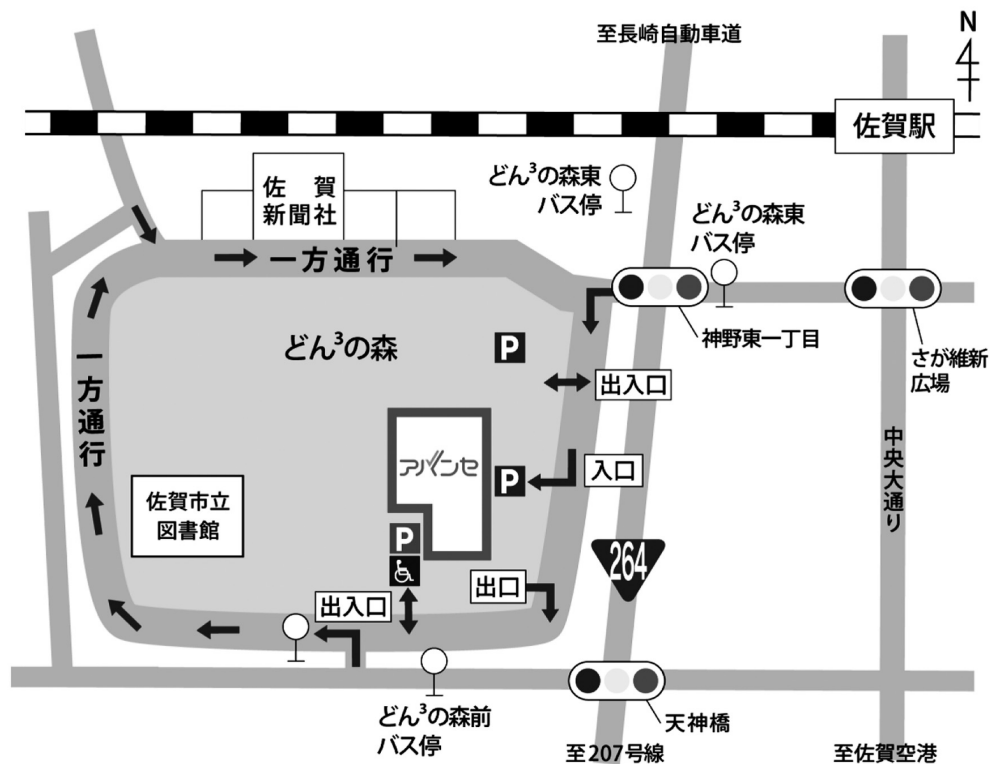 至長崎自動車道
N
佐賀駅
佐賀
新聞社
どん³の森東
バス停
どん³の森東
バス停
一方通行
神野東一丁目
さが維新
広場
どん³の森
P
出入口
一方通行
アバンセ
P
入口
中央大通り
佐賀市立
図書館
P
264
出口
出入口
どん³の森前
バス停
天神橋
至207号線
至佐賀空港